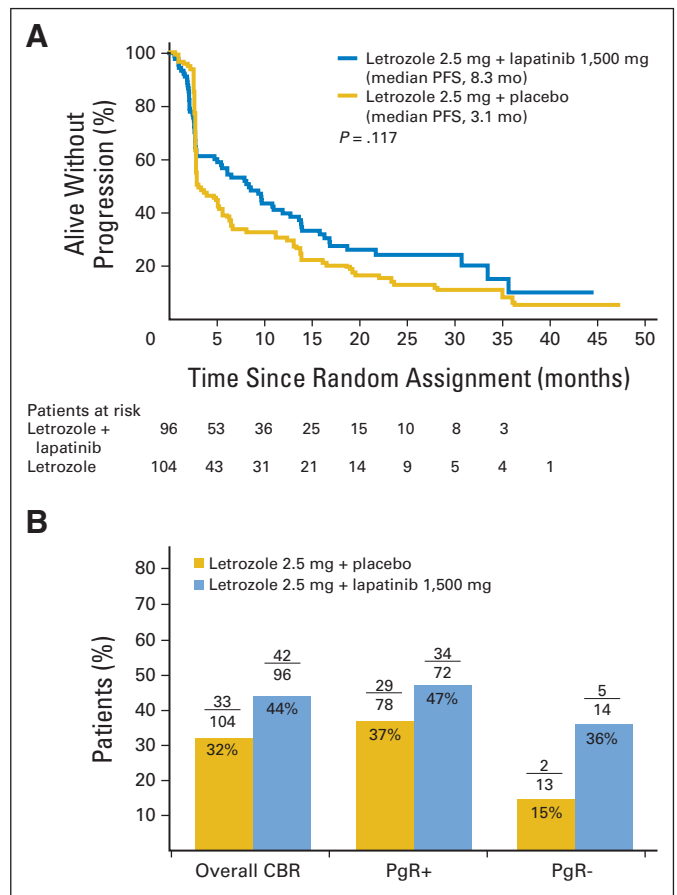 A
Alive Without
Progression (%)
100
80
60
40
20
0
5
10
15
20
25
30
35
40
45
50
Letrozole 2.5 mg + lapatinib 1,500 mg
(median PFS, 8.3 mo)
Letrozole 2.5 mg + placebo
(median PFS, 3.1 mo)
P = .117
Time Since Random Assignment (months)
Patients at risk
Letrozole +
lapatinib
96 53 36 25 15 10 8 3
Letrozole 104 43 31 21 14 9 5 4 1
B
Patients (%)
80
70
60
50
40
30
20
10
Letrozole 2.5 mg + placebo
Letrozole 2.5 mg + lapatinib 1,500 mg
33
104
32%
42
96
44%
29
78
37%
34
72
47%
2
13
15%
5
14
36%
Overall CBR PgR+ PgR-